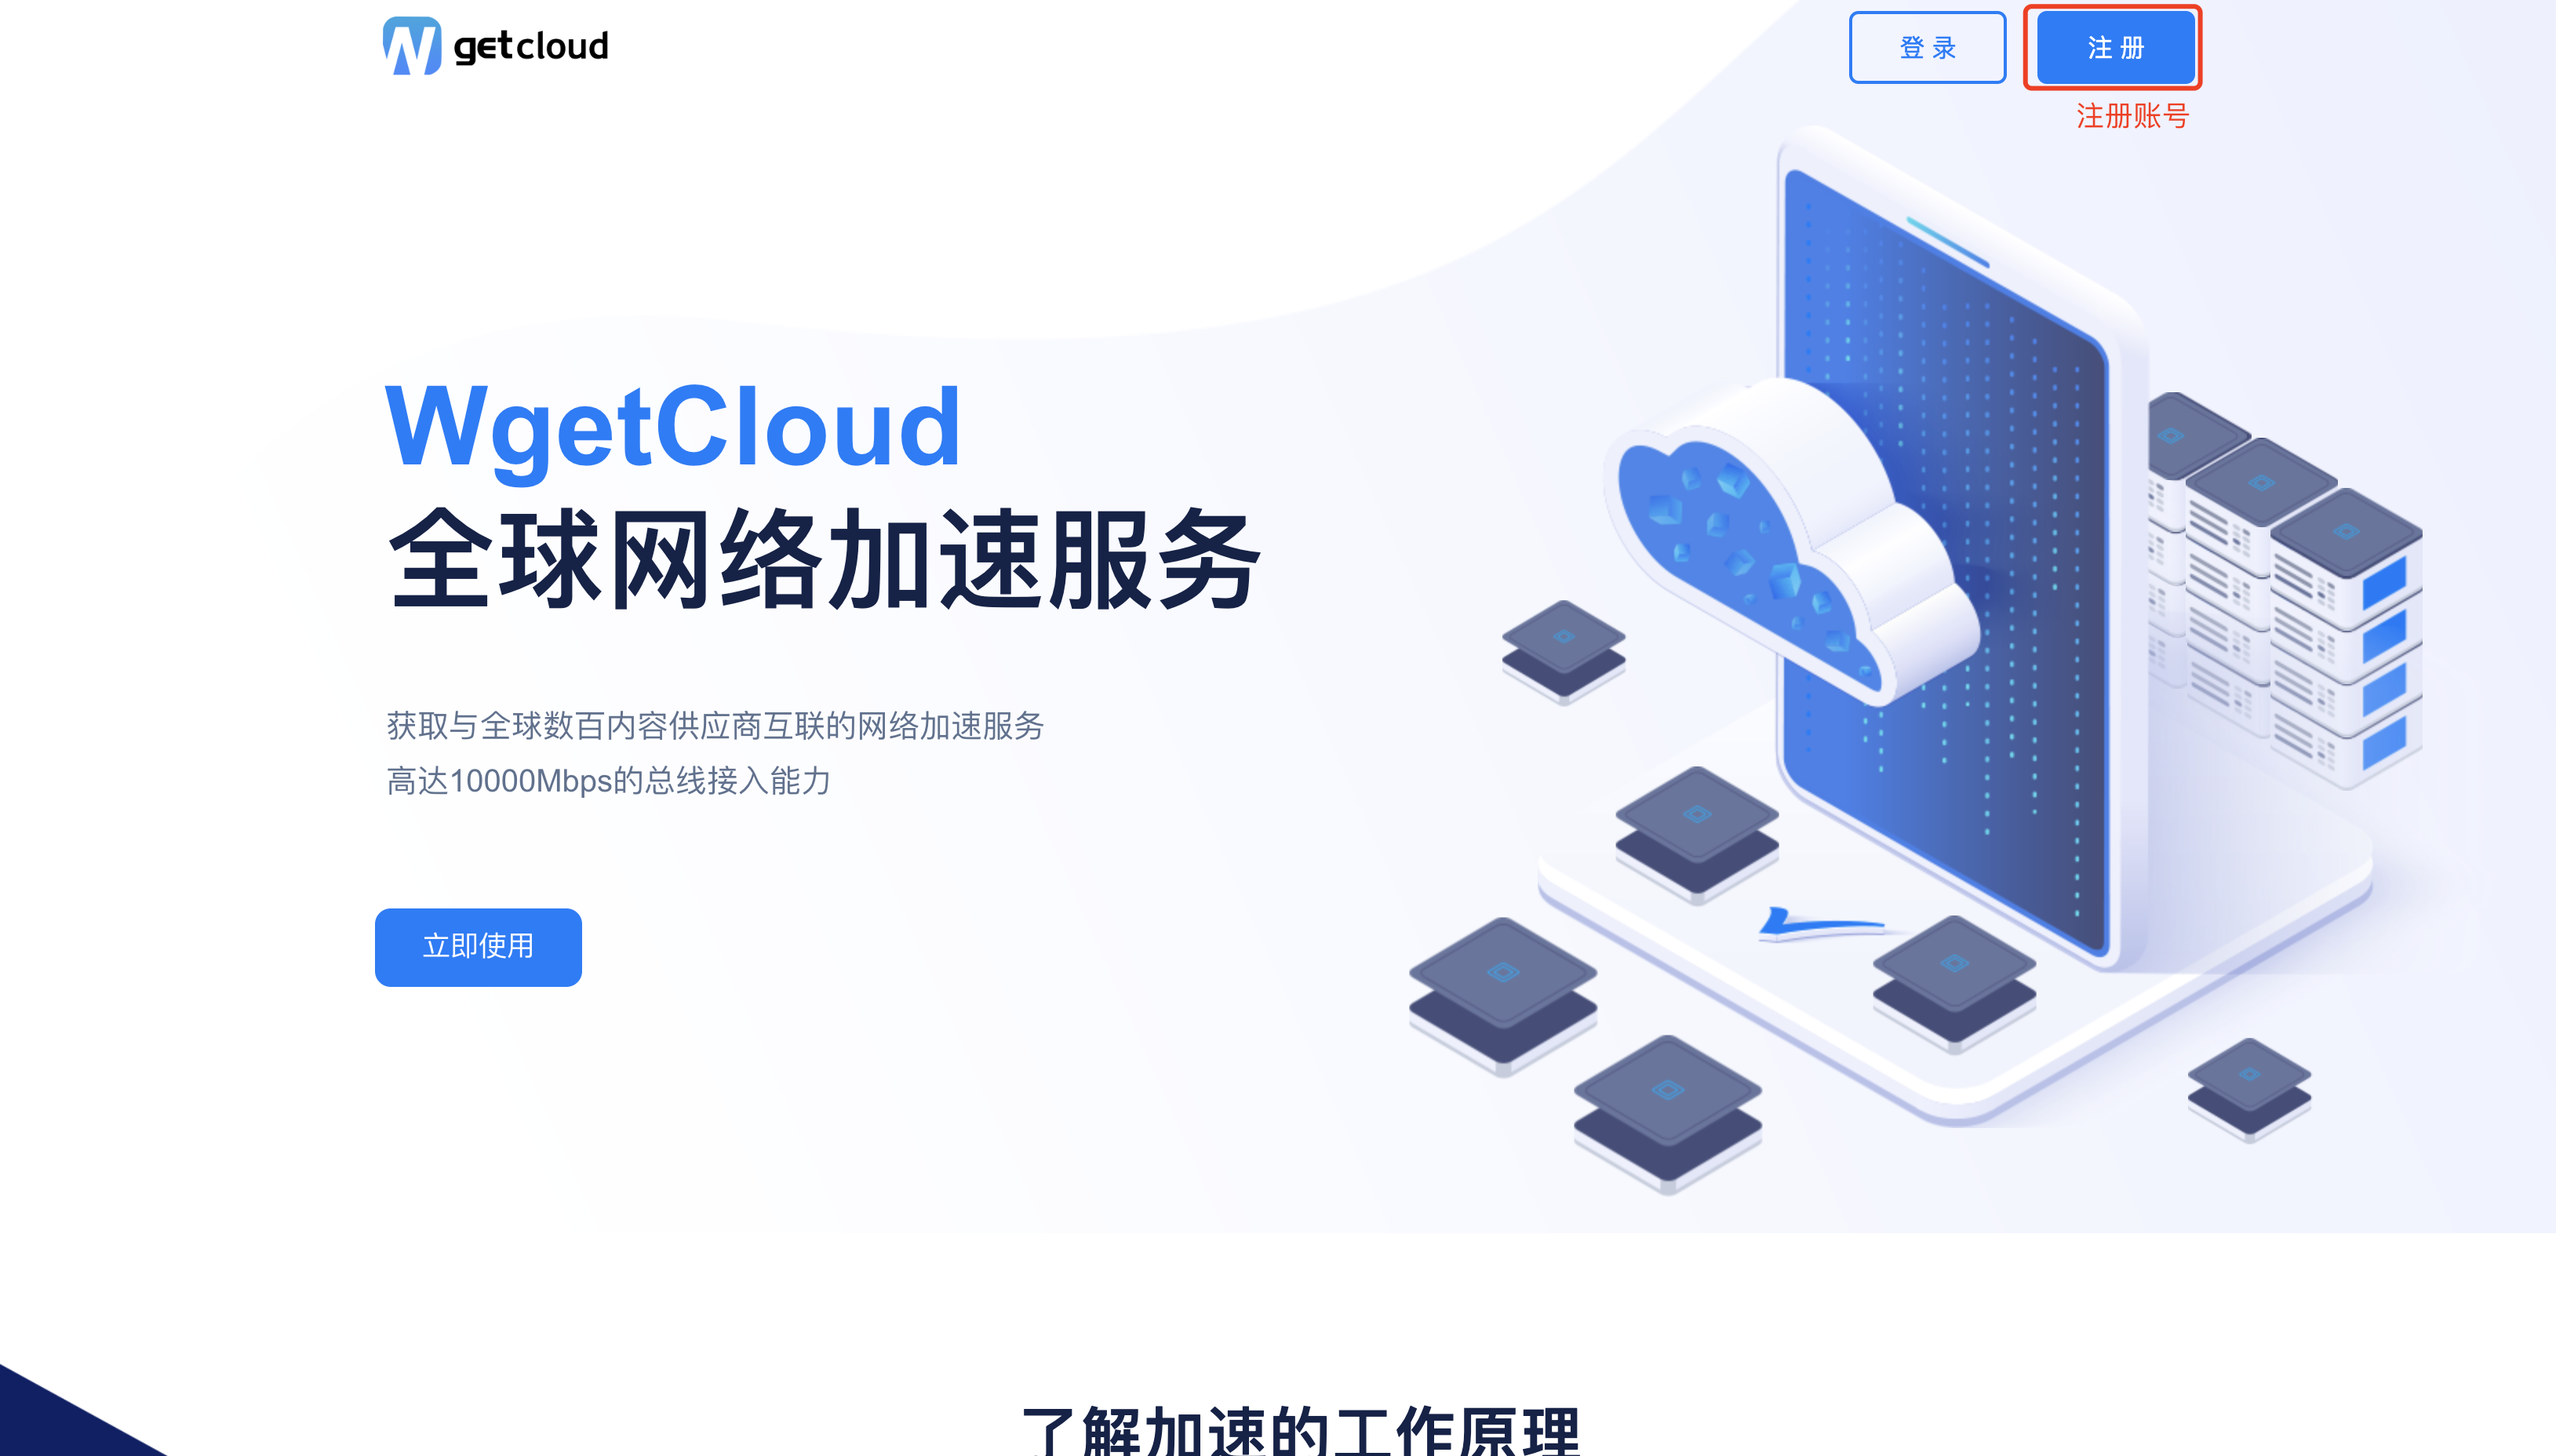 getcloud
登 录
注 册
注册账号
WgetCloud
全球网络加速服务
获取与全球数百内容供应商互联的网络加速服务
高达10000Mbps的总线接入能力
立即使用
了解加速的工作原理